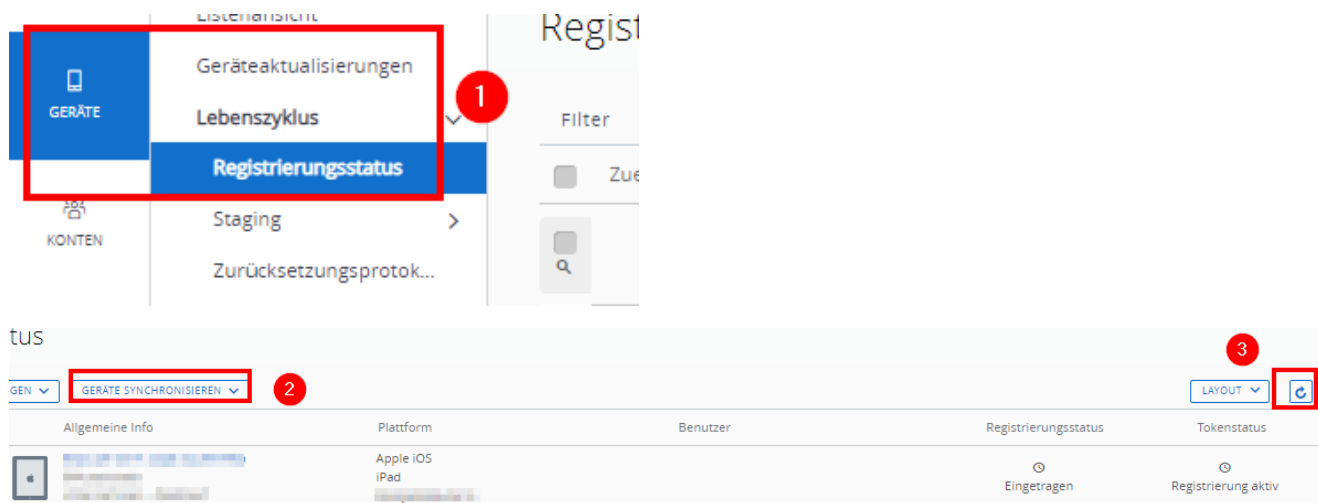 Listenansicht
Regist
Geräteaktualisierungen
GERÄTE
1
Lebenszyklus
Filter
Registrierungsstatus
Zue
Staging
KONTEN
Zurücksetzungsprotok...
tus
3
GEN
GERÄTE SYNCHRONISIEREN
2
LAYOUT
Allgemeine Info Plattform Benutzer Registrierungsstatus Tokenstatus
Apple iOS
iPad
Eingetragen Registrierung aktiv